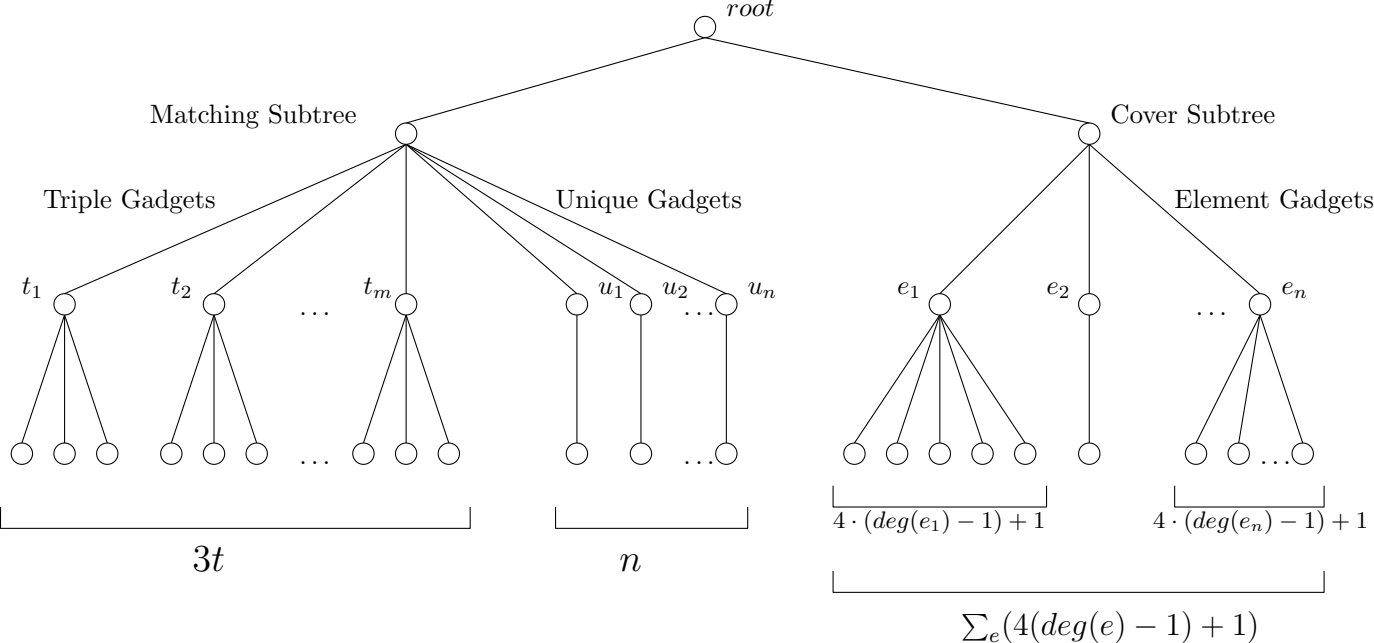 root
Matching Subtree
Cover Subtree
Triple Gadgets
Unique Gadgets
Element Gadgets
t₁ t₂ ... tₘ u₁ u₂ ... uₙ e₁ e₂ ... eₙ
... ... ...
4 · (deg(e₁) − 1) + 1
4 · (deg(eₙ) − 1) + 1
3t
n
∑ₑ(4(deg(e) − 1) + 1)